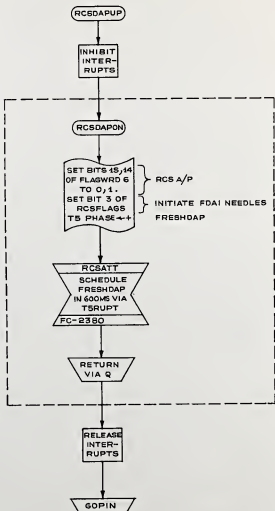 RCSDAPUP
INHIBIT
INTER-
RUPTS
RCSDAPON
SET BITS 15,14
OF FLAGWRD 6
TO 0,1.
SET BIT 3 OF
RCSFLAGS
T5 PHASE←+
RCS A/P
INITIATE FDAI NEEDLES
FRESHDAP
RCSATT
SCHEDULE
FRESHDAP
IN 600MS VIA
T5RUPT
FC-2380
RETURN
VIA Q
RELEASE
INTER-
RUPTS
GOPIN